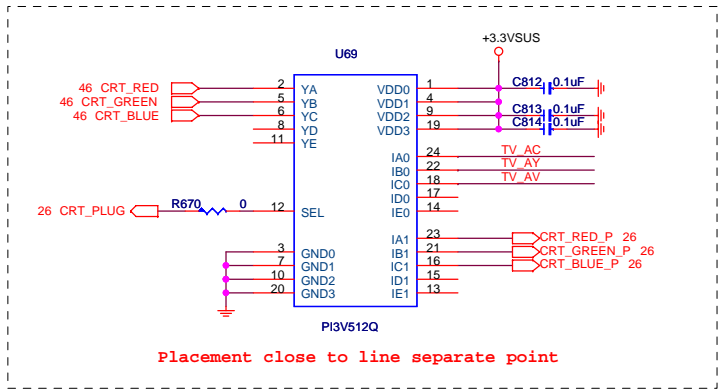 +3.3VSUS
U69
46 CRT_RED 2 YA VDD0 1 C812 0.1uF
46 CRT_GREEN 5 YB VDD1 4
46 CRT_BLUE 6 YC VDD2 9 C813 0.1uF
8 YD VDD3 19 C814 0.1uF
11 YE
IA0 24 TV_AC
IB0 22 TV_AY
IC0 18 TV_AV
ID0 17
26 CRT_PLUG R670 0 12 SEL IE0 14
IA1 23 CRT_RED_P 26
3 GND0 IB1 21 CRT_GREEN_P 26
7 GND1 IC1 16 CRT_BLUE_P 26
10 GND2 ID1 15
20 GND3 IE1 13
PI3V512Q
Placement close to line separate point